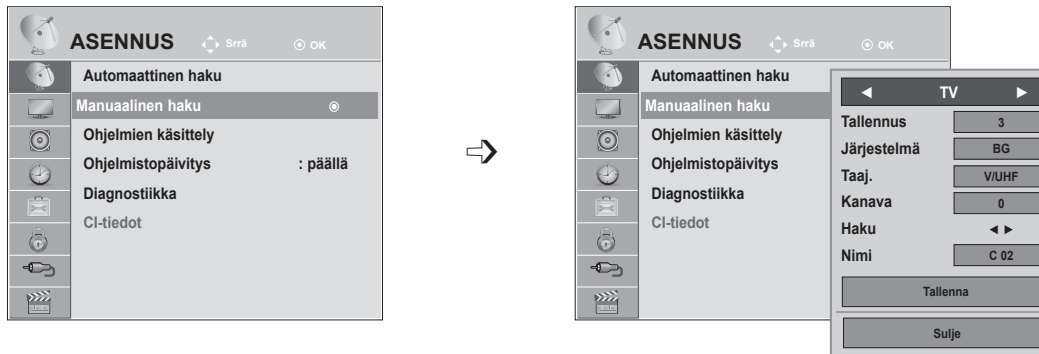 ASENNUS Srrä OK
Automaattinen haku
Manuaalinen haku
Ohjelmien käsittely
Ohjelmistopäivitys : päällä
Diagnostiikka
CI-tiedot
ASENNUS Srrä OK
Automaattinen haku
Manuaalinen haku
Ohjelmien käsittely
Ohjelmistopäivitys
Diagnostiikka
CI-tiedot
TV
Tallennus 3
Järjestelmä BG
Taaj. V/UHF
Kanava 0
Haku
Nimi C 02
Tallenna
Sulje